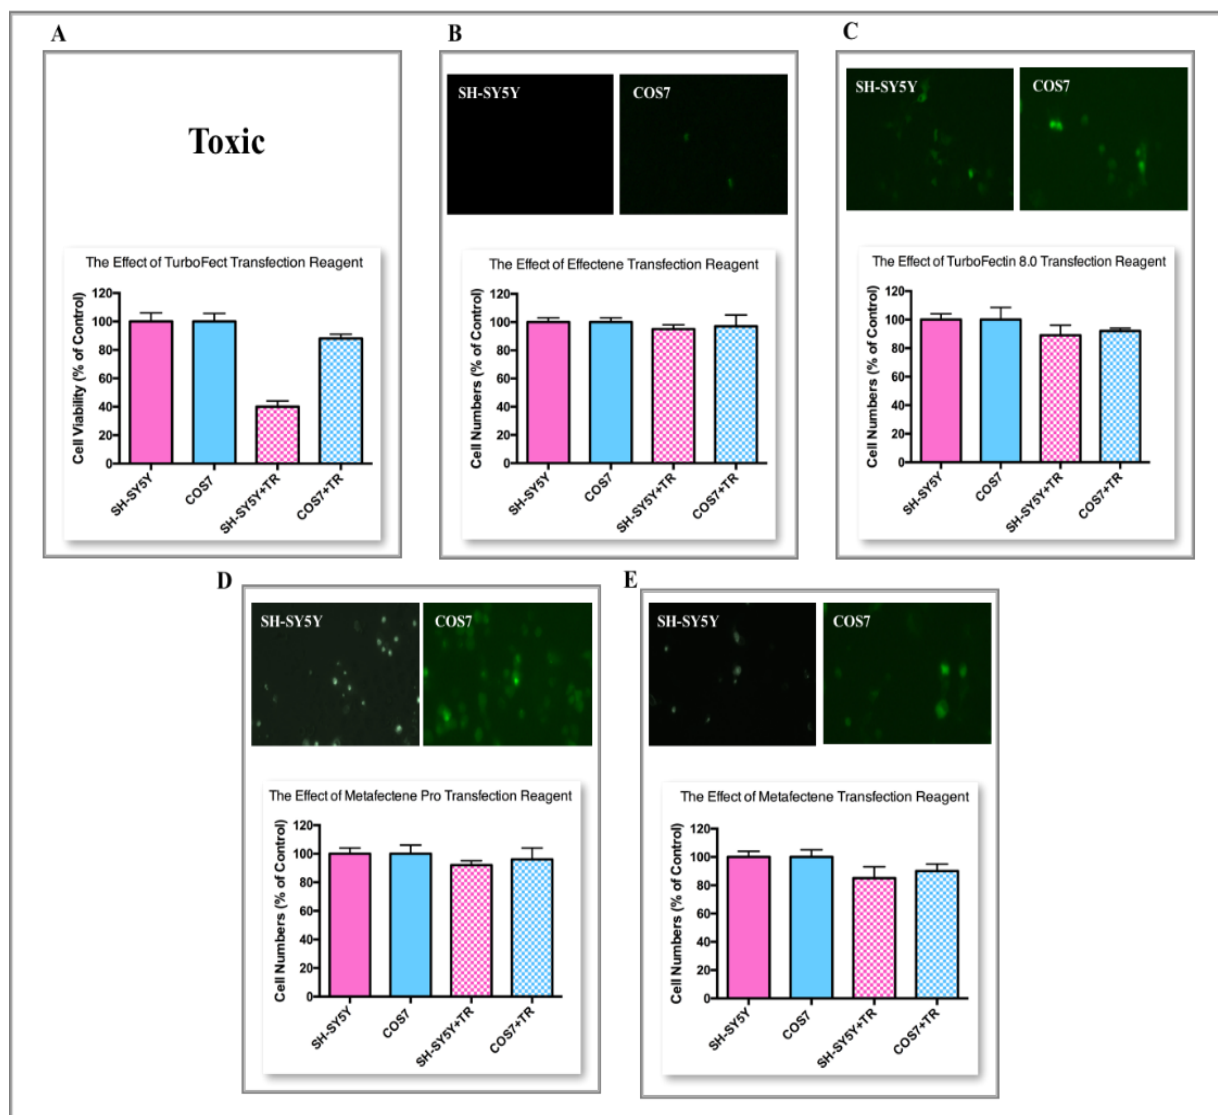 A
Toxic
The Effect of TurboFect Transfection Reagent
Cell Viability (% of Control)
120
100
80
60
40
20
0
SH-SY5Y
COS7
SH-SY5Y+TR
COS7+TR
B
SH-SY5Y
COS7
The Effect of Effectene Transfection Reagent
Cell Numbers (% of Control)
120
100
80
60
40
20
0
SH-SY5Y
COS7
SH-SY5Y+TR
COS7+TR
C
SH-SY5Y
COS7
The Effect of TurboFectin 8.0 Transfection Reagent
Cell Numbers (% of Control)
120
100
80
60
40
20
0
SH-SY5Y
COS7
SH-SY5Y+TR
COS7+TR
D
SH-SY5Y
COS7
The Effect of Metafectene Pro Transfection Reagent
Cell Numbers (% of Control)
120
100
80
60
40
20
0
SH-SY5Y
COS7
SH-SY5Y+TR
COS7+TR
E
SH-SY5Y
COS7
The Effect of Metafectene Transfection Reagent
Cell Numbers (% of Control)
120
100
80
60
40
20
0
SH-SY5Y
COS7
SH-SY5Y+TR
COS7+TR